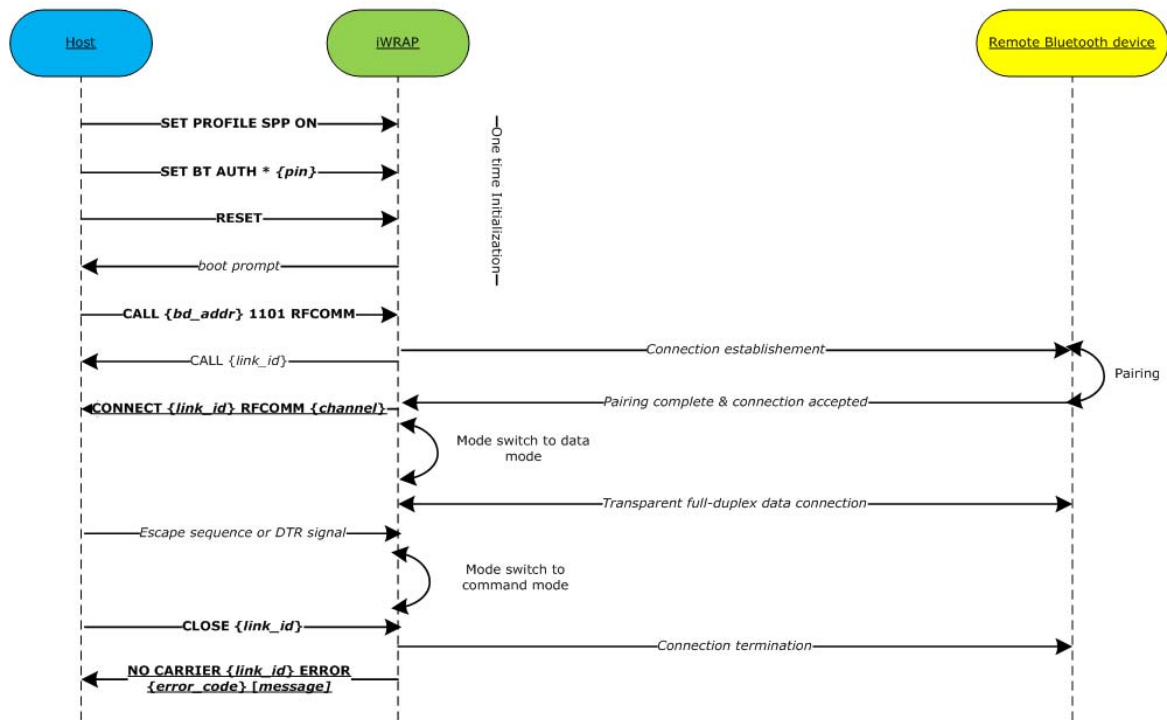 Host
iWRAP
Remote Bluetooth device
SET PROFILE SPP ON
One time Initialization
SET BT AUTH * {pin}
RESET
boot prompt
CALL {bd_addr} 1101 RFCOMM
Connection establishement
CALL {link_id}
Pairing
CONNECT {link_id} RFCOMM {channel}
Pairing complete & connection accepted
Mode switch to data
mode
Transparent full-duplex data connection
Escape sequence or DTR signal
Mode switch to
command mode
CLOSE {link_id}
Connection termination
NO CARRIER {link_id} ERROR
{error_code} [message]